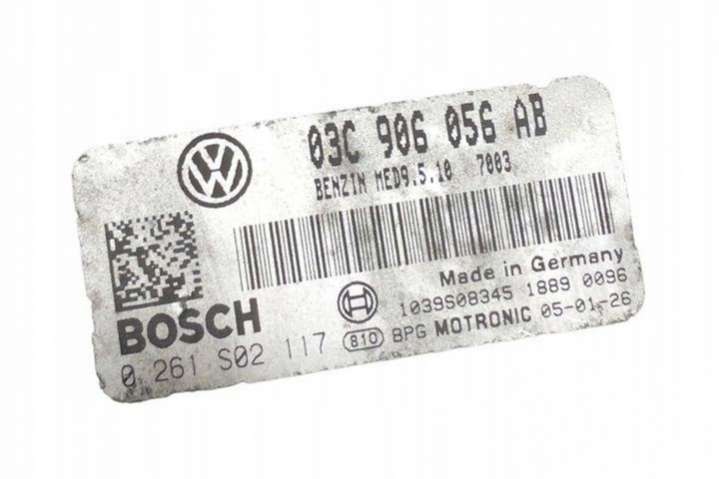 03C 906 056 AB
BENZIN MED9.5.10 7003
Made in Germany
1039S08345 1889 0096
BPG MOTRONIC 05-01-26
BOSCH
0 261 S02 117 810